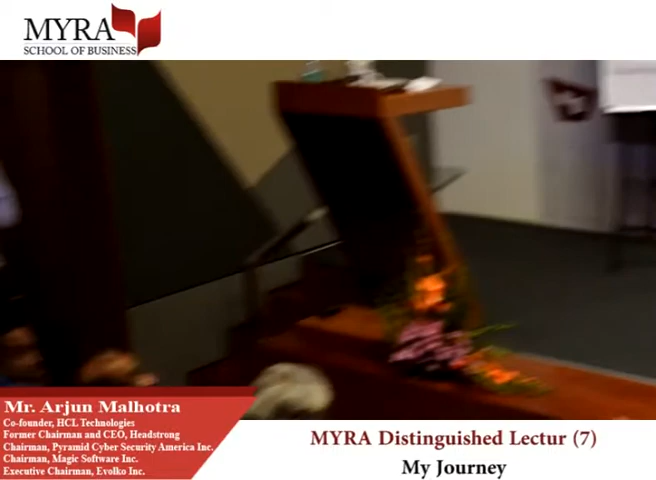 MYRA
SCHOOL OF BUSINESS
Mr. Arjun Malhotra
Co-founder, HCL Technologies
Former Chairman and CEO, Headstrong
Chairman, Pyramid Cyber Security America Inc.
Chairman, Magic Software Inc.
Executive Chairman, Evolko Inc.
MYRA Distinguished Lectur (7)
My Journey